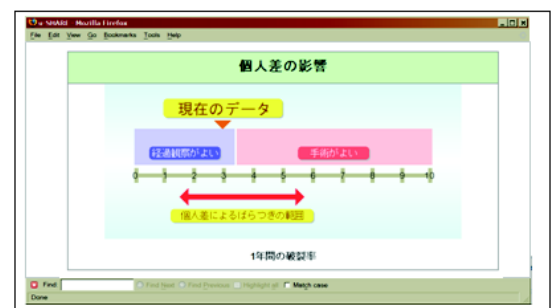 e SHARE Mozilla Firefox
File Edit View Go Bookmarks Tools Help
個人差の影響
現在のデータ
経過観察がよい 手術がよい
0 1 2 3 4 5 6 7 8 9 10
個人差によるばらつきの範囲
1年間の破裂率
Find: Find Next Find Previous Highlight all Match case
Done